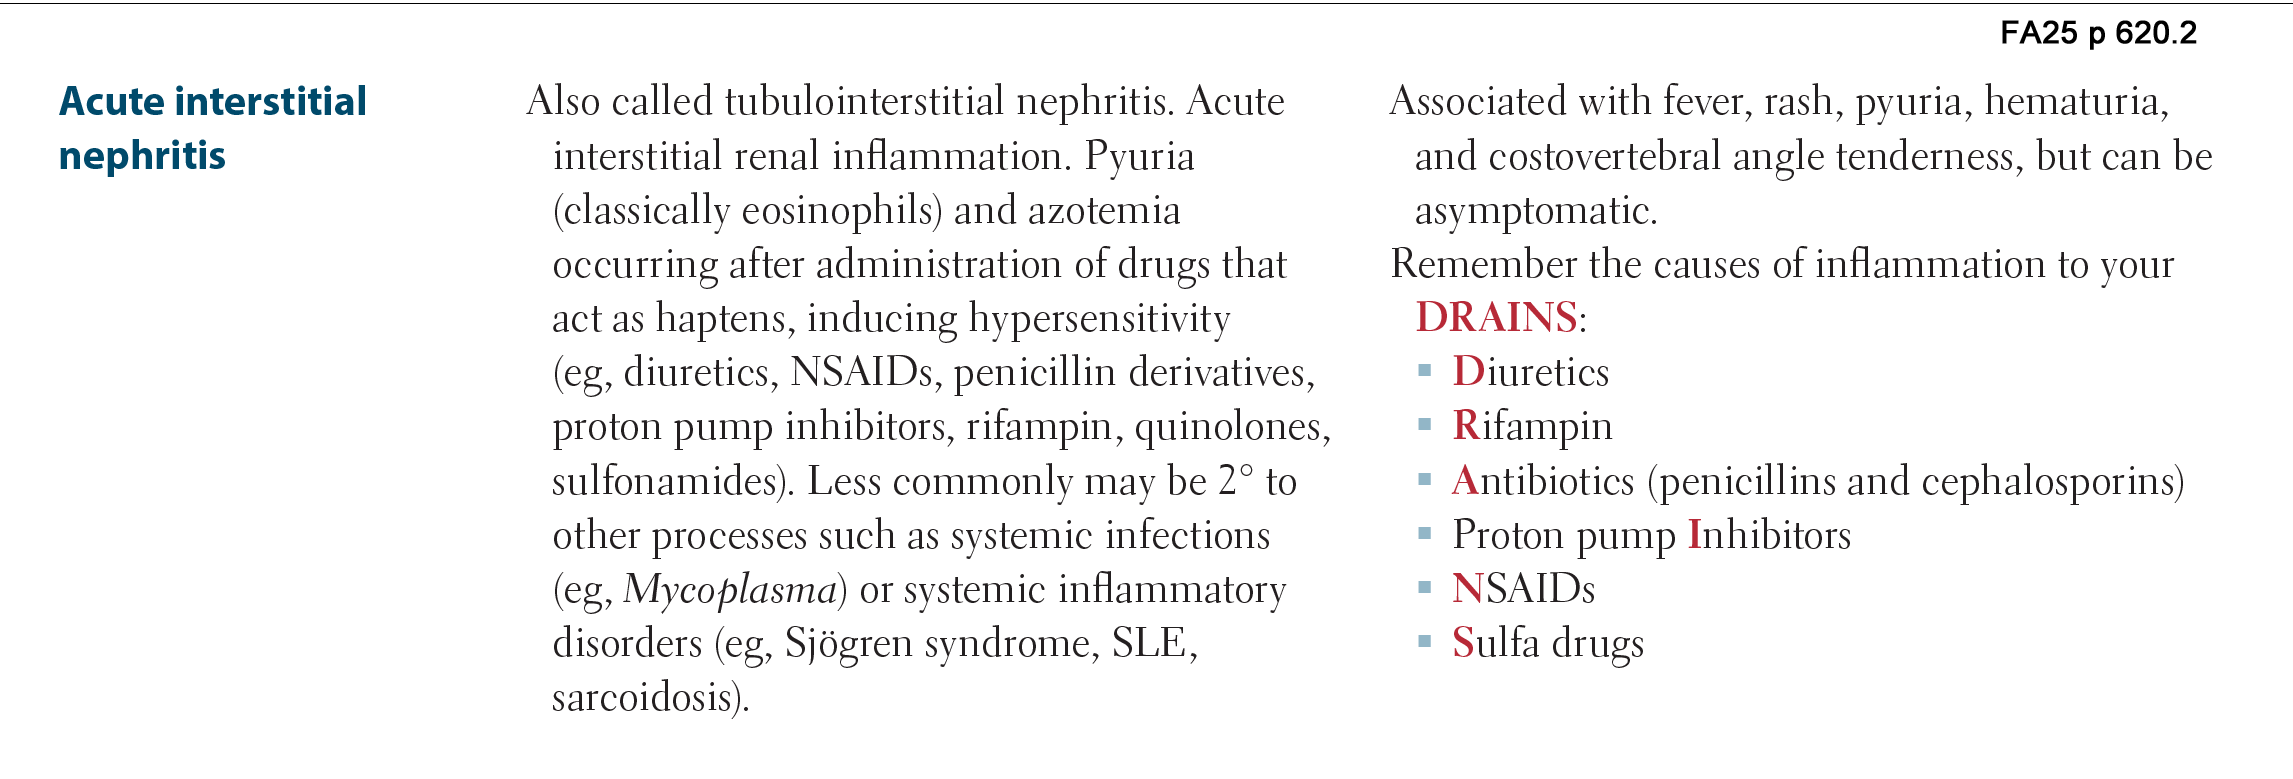 FA25 p 620.2
Acute interstitial
nephritis
Also called tubulointerstitial nephritis. Acute
interstitial renal inflammation. Pyuria
(classically eosinophils) and azotemia
occurring after administration of drugs that
act as haptens, inducing hypersensitivity
(eg, diuretics, NSAIDs, penicillin derivatives,
proton pump inhibitors, rifampin, quinolones,
sulfonamides). Less commonly may be 2° to
other processes such as systemic infections
(eg, Mycoplasma) or systemic inflammatory
disorders (eg, Sjögren syndrome, SLE,
sarcoidosis).
Associated with fever, rash, pyuria, hematuria,
and costovertebral angle tenderness, but can be
asymptomatic.
Remember the causes of inflammation to your
DRAINS:
▪ Diuretics
▪ Rifampin
▪ Antibiotics (penicillins and cephalosporins)
▪ Proton pump Inhibitors
▪ NSAIDs
▪ Sulfa drugs